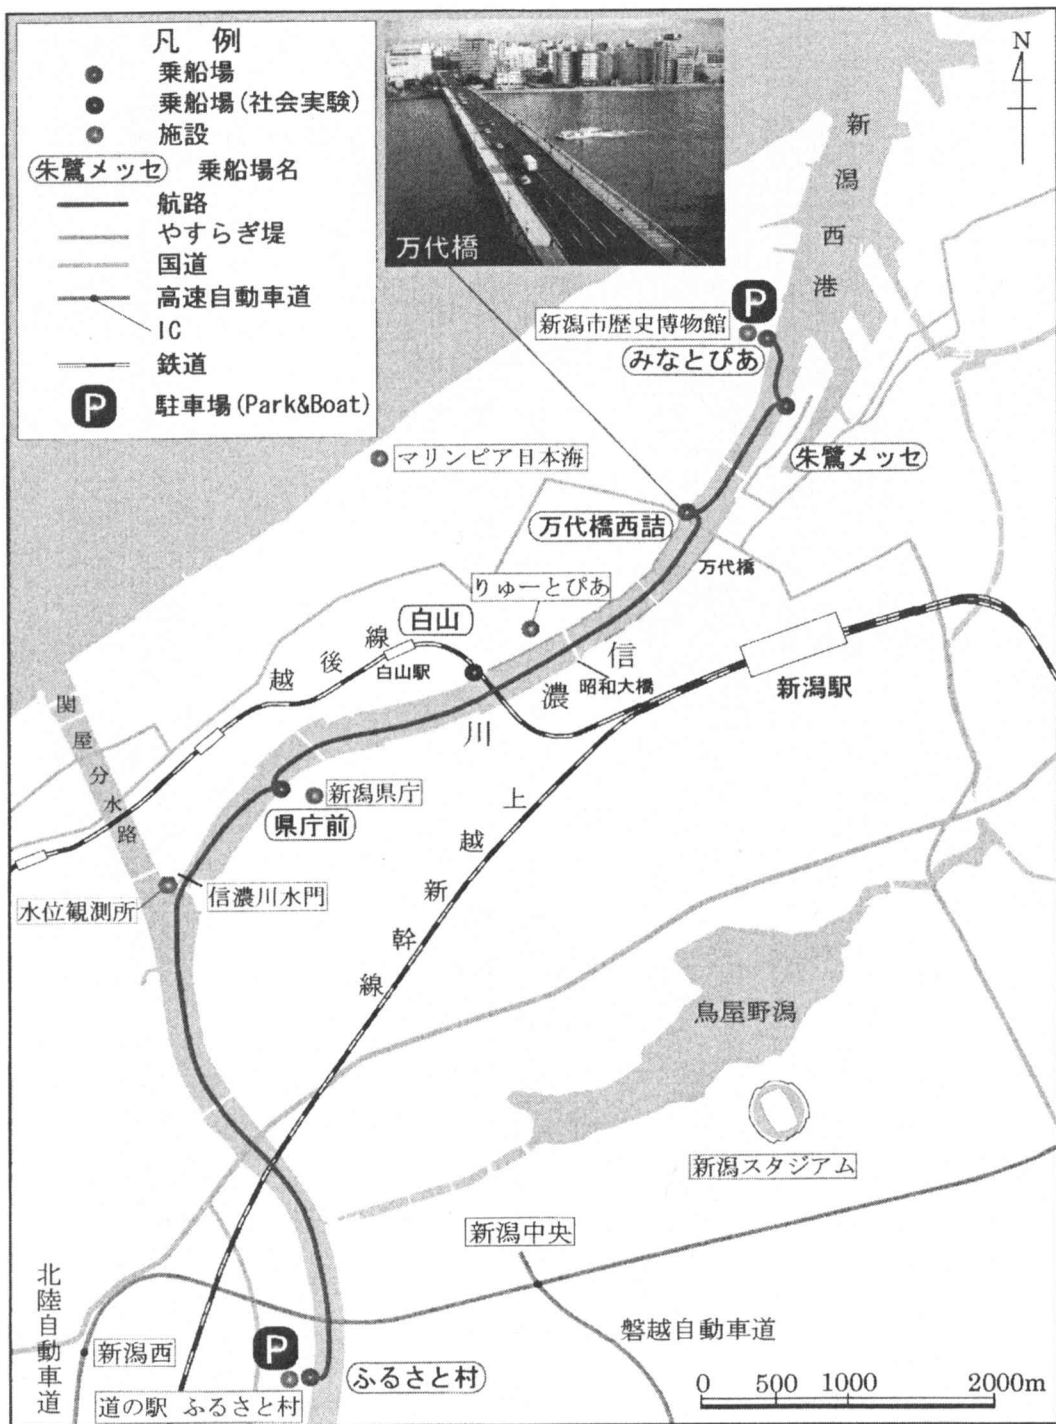 凡 例
乗船場
乗船場(社会実験)
施設
朱鷺メッセ 乗船場名
航路
やすらぎ堤
国道
高速自動車道
IC
鉄道
P 駐車場(Park&Boat)
万代橋
N
新潟西港
P
新潟市歴史博物館
みなとぴあ
朱鷺メッセ
マリンピア日本海
万代橋西詰
万代橋
りゅーとぴあ
白山
白山駅
越後線
信濃川
昭和大橋
新潟駅
関屋分水路
新潟県庁
県庁前
上越新幹線
水位観測所
信濃川水門
鳥屋野潟
新潟スタジアム
新潟中央
北陸自動車道
磐越自動車道
新潟西
P
ふるさと村
道の駅 ふるさと村
0 500 1000 2000m